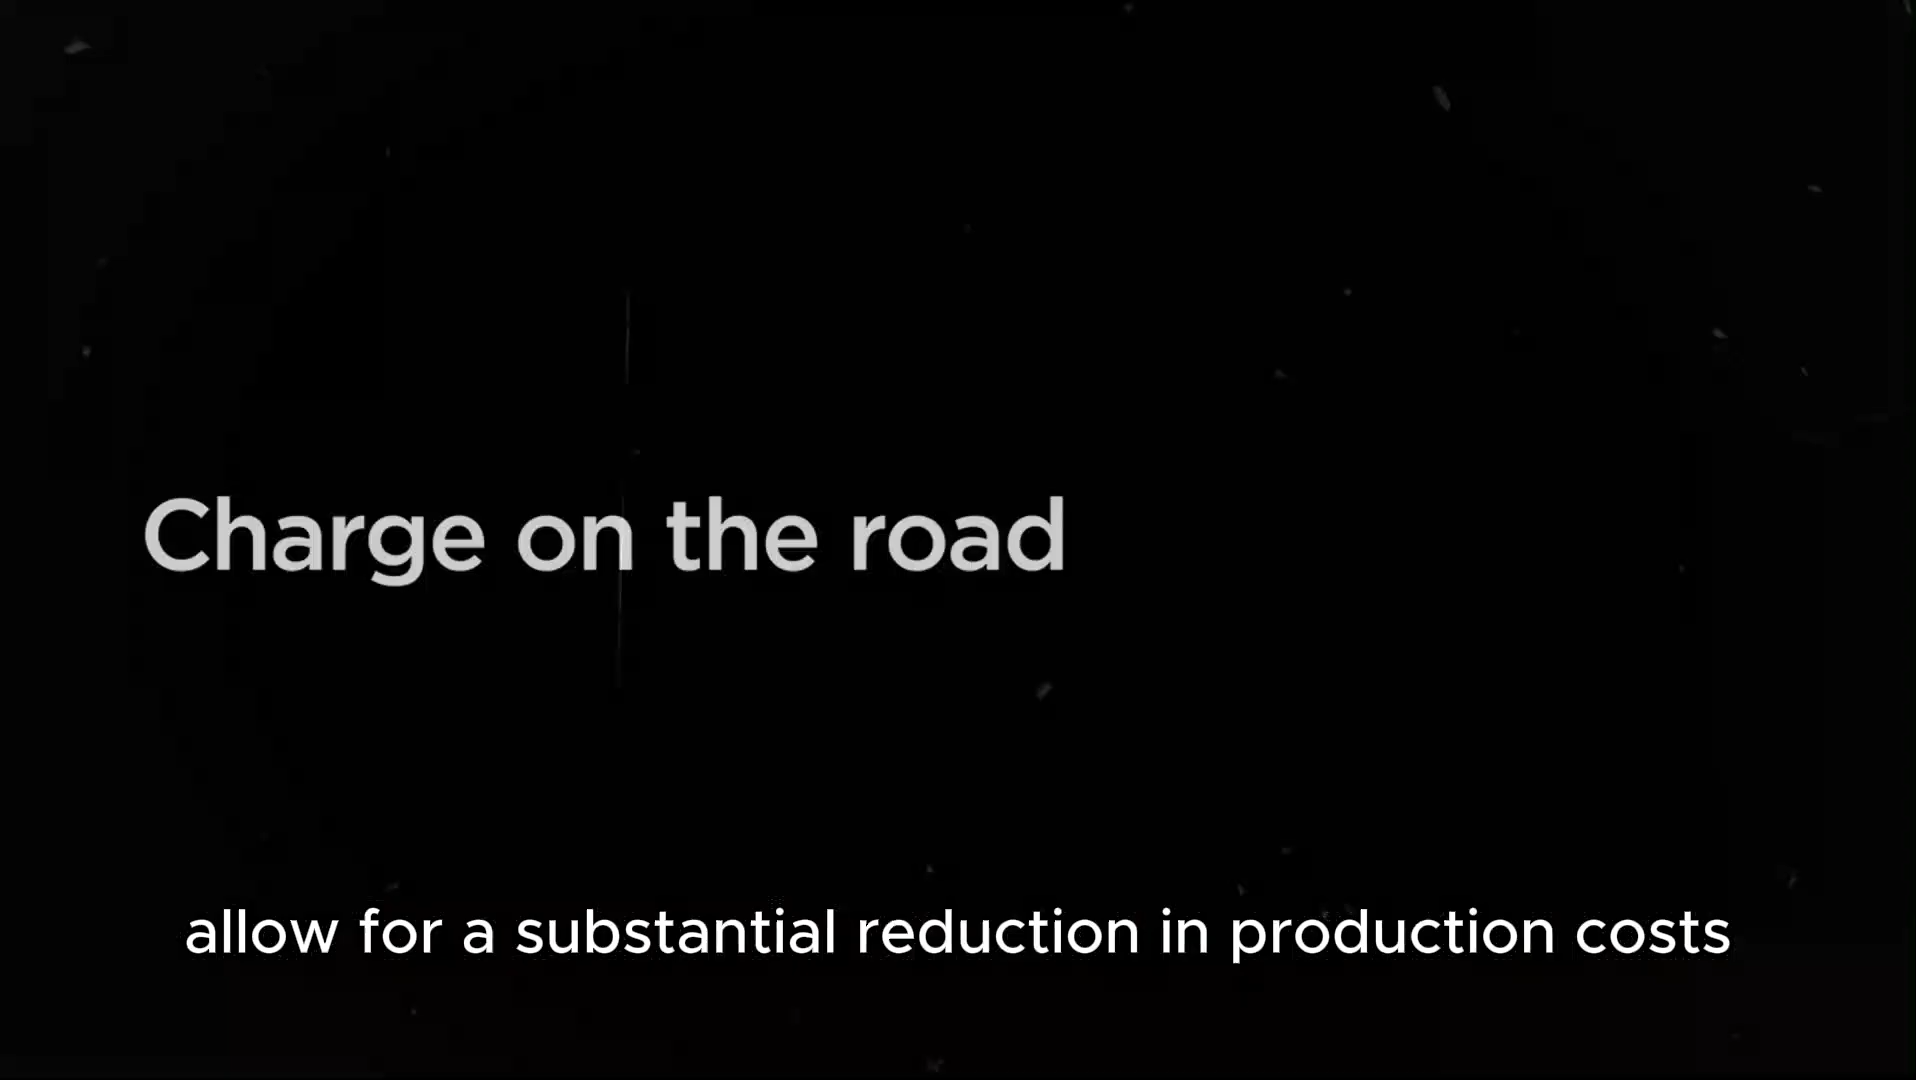 Charge on the road
allow for a substantial reduction in production costs